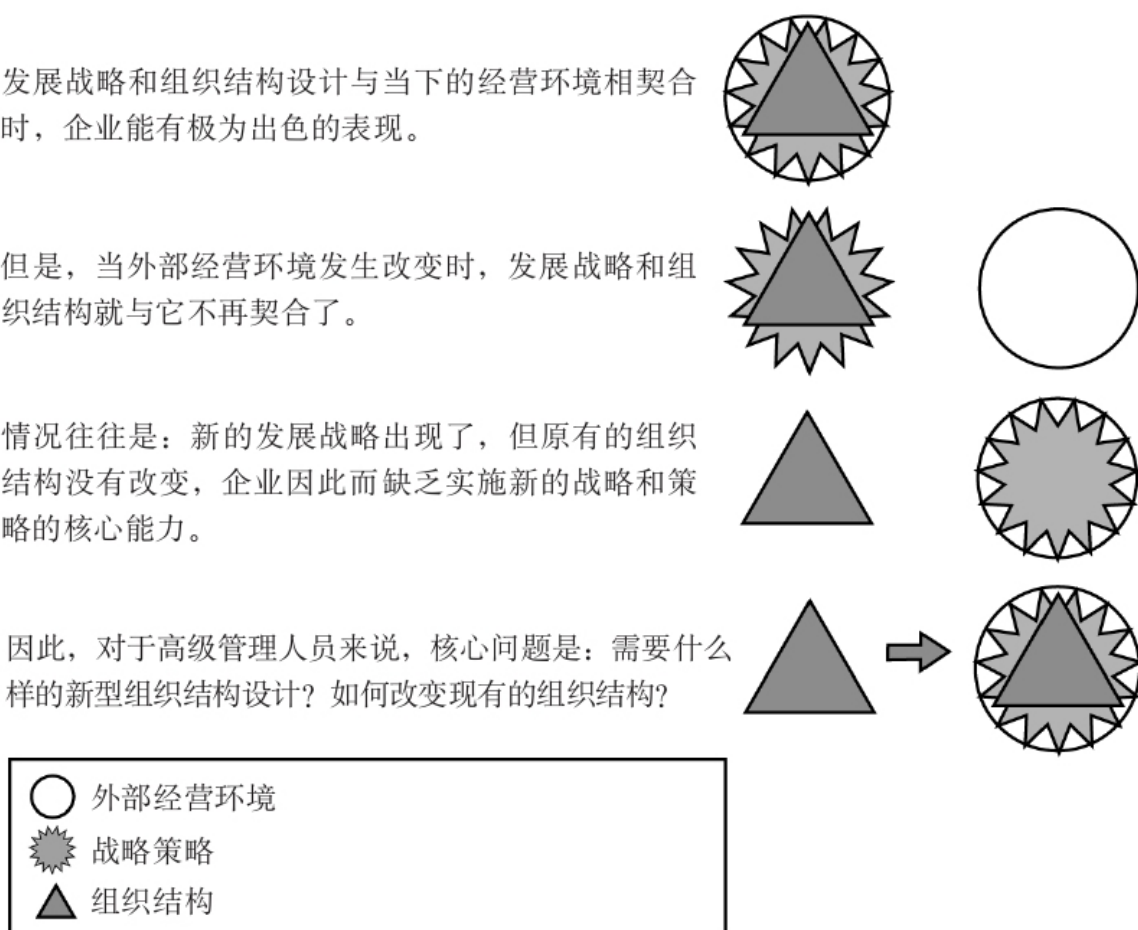 发展战略和组织结构设计与当下的经营环境相契合
时，企业能有极为出色的表现。
但是，当外部经营环境发生改变时，发展战略和组
织结构就与它不再契合了。
情况往往是：新的发展战略出现了，但原有的组织
结构没有改变，企业因此而缺乏实施新的战略和策
略的核心能力。
因此，对于高级管理人员来说，核心问题是：需要什么
样的新型组织结构设计？如何改变现有的组织结构？
外部经营环境
战略策略
组织结构